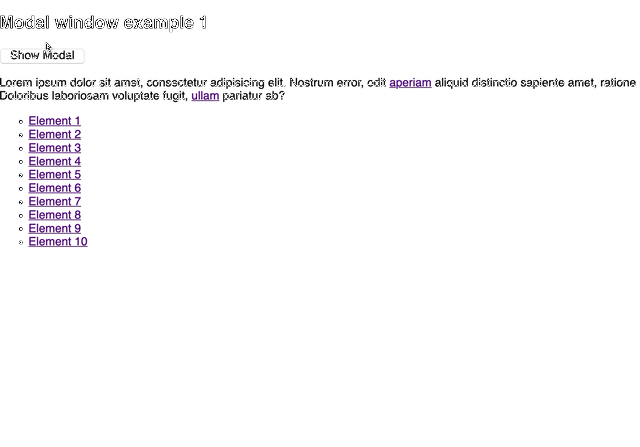 Modal window example 1
Show Modal
Lorem ipsum dolor sit amet, consectetur adipisicing elit. Nostrum error, odit aperiam aliquid distinctio sapiente amet, ratione
Doloribus laboriosam voluptate fugit, ullam pariatur ab?
Element 1
Element 2
Element 3
Element 4
Element 5
Element 6
Element 7
Element 8
Element 9
Element 10